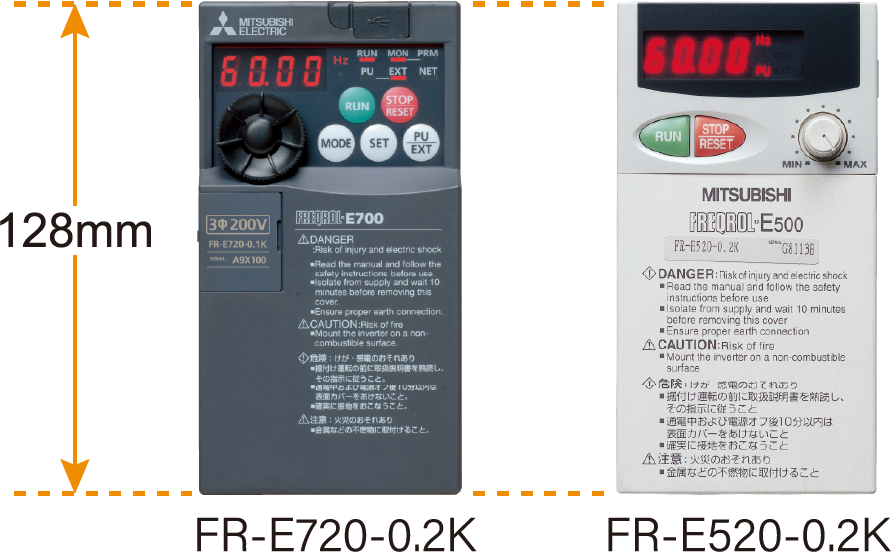 128mm
MITSUBISHI
ELECTRIC
60.00
Hz
RUN MON PRM
PU EXT NET
RUN
STOP
RESET
MODE
SET
PU
EXT
3Φ 200V
FR-E720-0.1K
SERIAL A9X100
FREQROL-E700
DANGER
:Risk of injury and electric shock
■Read the manual and follow the
safety instructions before use.
■Isolate from supply and wait 10
minutes before removing this
cover.
■Ensure proper earth connection.
CAUTION:Risk of fire
■Mount the inverter on a non-
combustible surface.
危険：けが・感電のおそれあり
■据付け運転の前に取扱説明書を熟読し、
その指示に従うこと。
■通電中および電源オフ後10分以内は
表面カバーをあけないこと。
■確実に接地をおこなうこと。
注意：火災のおそれあり
■金属などの不燃物に取付けること。
FR-E720-0.2K
60.00
Hz
PU
RUN
STOP
RESET
MIN MAX
MITSUBISHI
FREQROL-E500
FR-E520-0.2K SERIAL G8113B
DANGER : Risk of injury and electric shock
■Read the manual and follow the safety
instructions before use
■Isolate from supply and wait 10 minutes
before removing this cover
■Ensure proper earth connection
CAUTION : Risk of fire
■Mount the inverter on a non-combustible
surface
危険：けが・感電のおそれあり
■据付け運転の前に取扱説明書を熟読し、
その指示に従うこと
■通電中および電源オフ後10分以内は
表面カバーをあけないこと
■確実に接地をおこなうこと
注意：火災のおそれあり
■金属などの不燃物に取付けること
FR-E520-0.2K